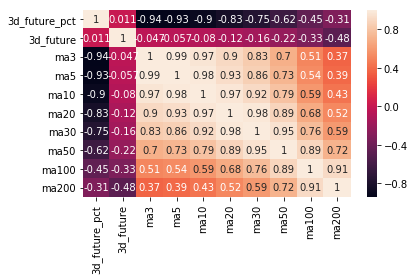 3d_future_pct 1 0.011 -0.94 -0.93 -0.9 -0.83 -0.75 -0.62 -0.45 -0.31
3d_future 0.011 1 0.047 0.057 -0.08 -0.12 -0.16 -0.22 -0.33 -0.48
ma3 -0.94 0.047 1 0.99 0.97 0.9 0.83 0.7 0.51 0.37
ma5 -0.93 0.057 0.99 1 0.98 0.93 0.86 0.73 0.54 0.39
ma10 -0.9 -0.08 0.97 0.98 1 0.97 0.92 0.79 0.59 0.43
ma20 -0.83 -0.12 0.9 0.93 0.97 1 0.98 0.89 0.68 0.52
ma30 -0.75 -0.16 0.83 0.86 0.92 0.98 1 0.95 0.76 0.59
ma50 -0.62 -0.22 0.7 0.73 0.79 0.89 0.95 1 0.89 0.72
ma100 -0.45 -0.33 0.51 0.54 0.59 0.68 0.76 0.89 1 0.91
ma200 -0.31 -0.48 0.37 0.39 0.43 0.52 0.59 0.72 0.91 1
3d_future_pct
3d_future
ma3
ma5
ma10
ma20
ma30
ma50
ma100
ma200
0.8
0.4
0.0
-0.4
-0.8